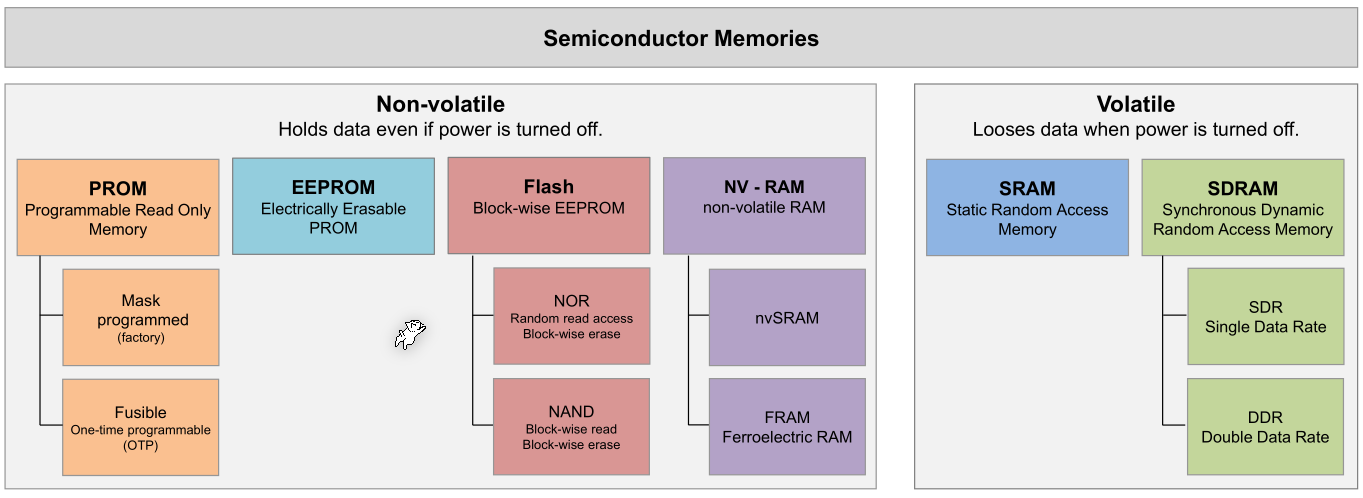 Semiconductor Memories
Non-volatile
Holds data even if power is turned off.
PROM
Programmable Read Only
Memory
Mask
programmed
(factory)
Fusible
One-time programmable
(OTP)
EEPROM
Electrically Erasable
PROM
Flash
Block-wise EEPROM
NOR
Random read access
Block-wise erase
NAND
Block-wise read
Block-wise erase
NV - RAM
non-volatile RAM
nvSRAM
FRAM
Ferroelectric RAM
Volatile
Looses data when power is turned off.
SRAM
Static Random Access
Memory
SDRAM
Synchronous Dynamic
Random Access Memory
SDR
Single Data Rate
DDR
Double Data Rate